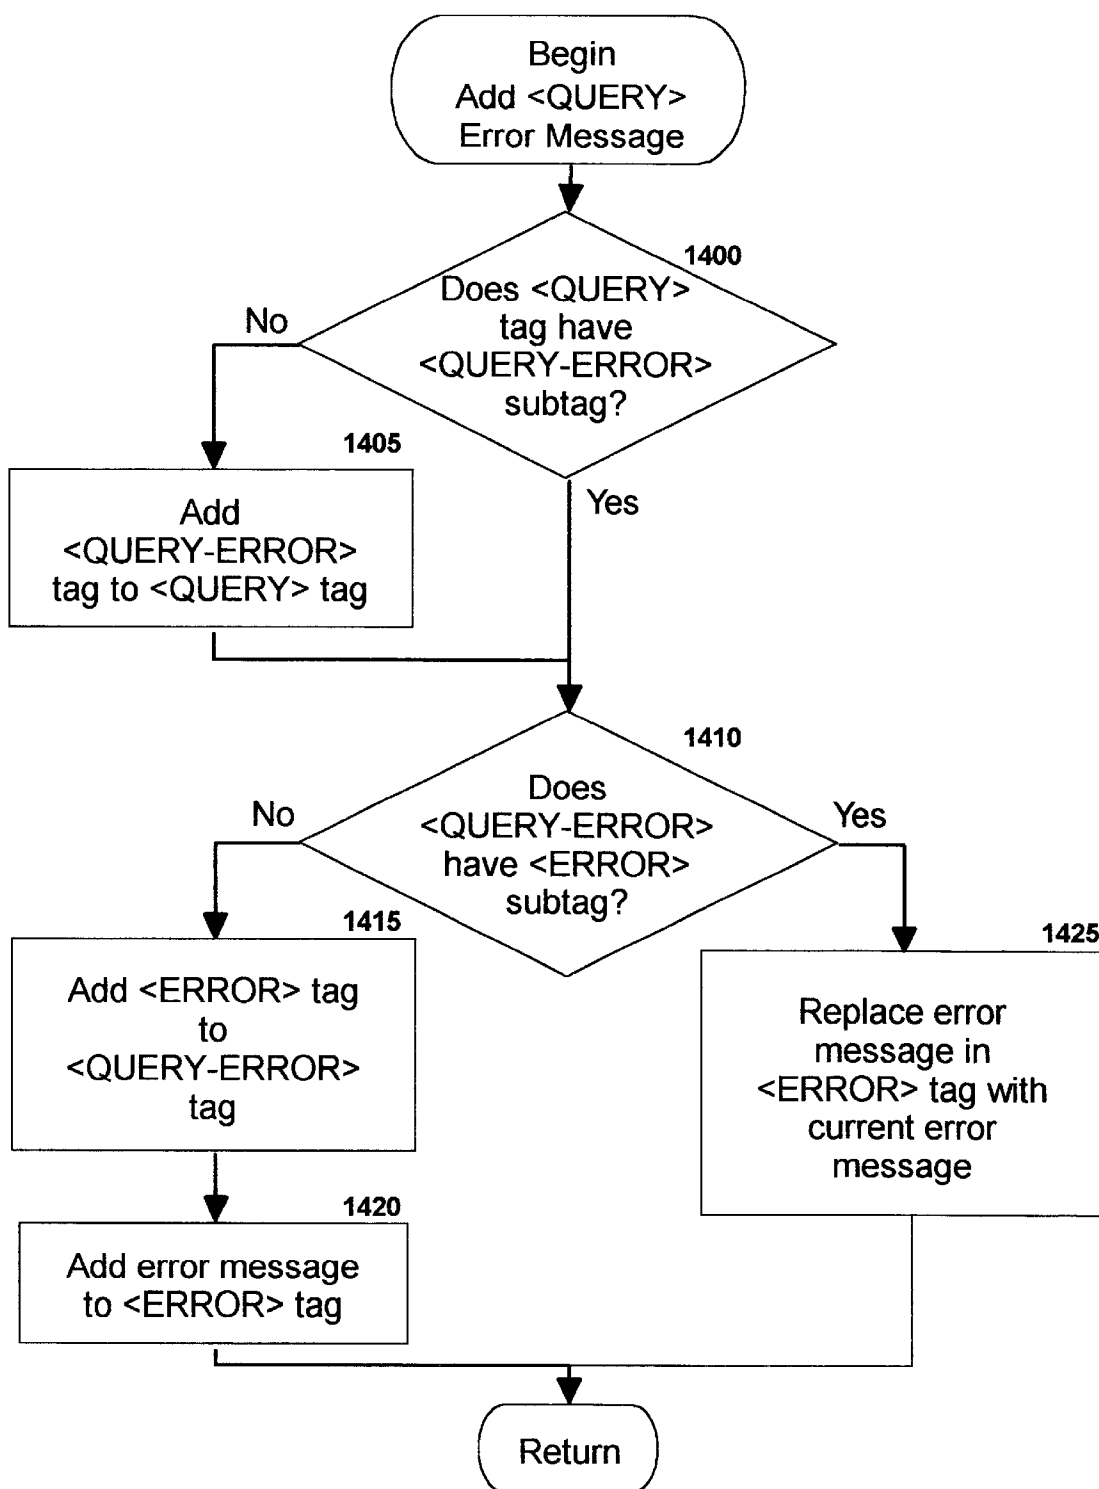 Begin
Add <QUERY>
Error Message
1400
Does <QUERY>
tag have
<QUERY-ERROR>
subtag?
No
Yes
1405
Add
<QUERY-ERROR>
tag to <QUERY> tag
1410
Does
<QUERY-ERROR>
have <ERROR>
subtag?
No
Yes
1415
Add <ERROR> tag
to
<QUERY-ERROR>
tag
1425
Replace error
message in
<ERROR> tag with
current error
message
1420
Add error message
to <ERROR> tag
Return